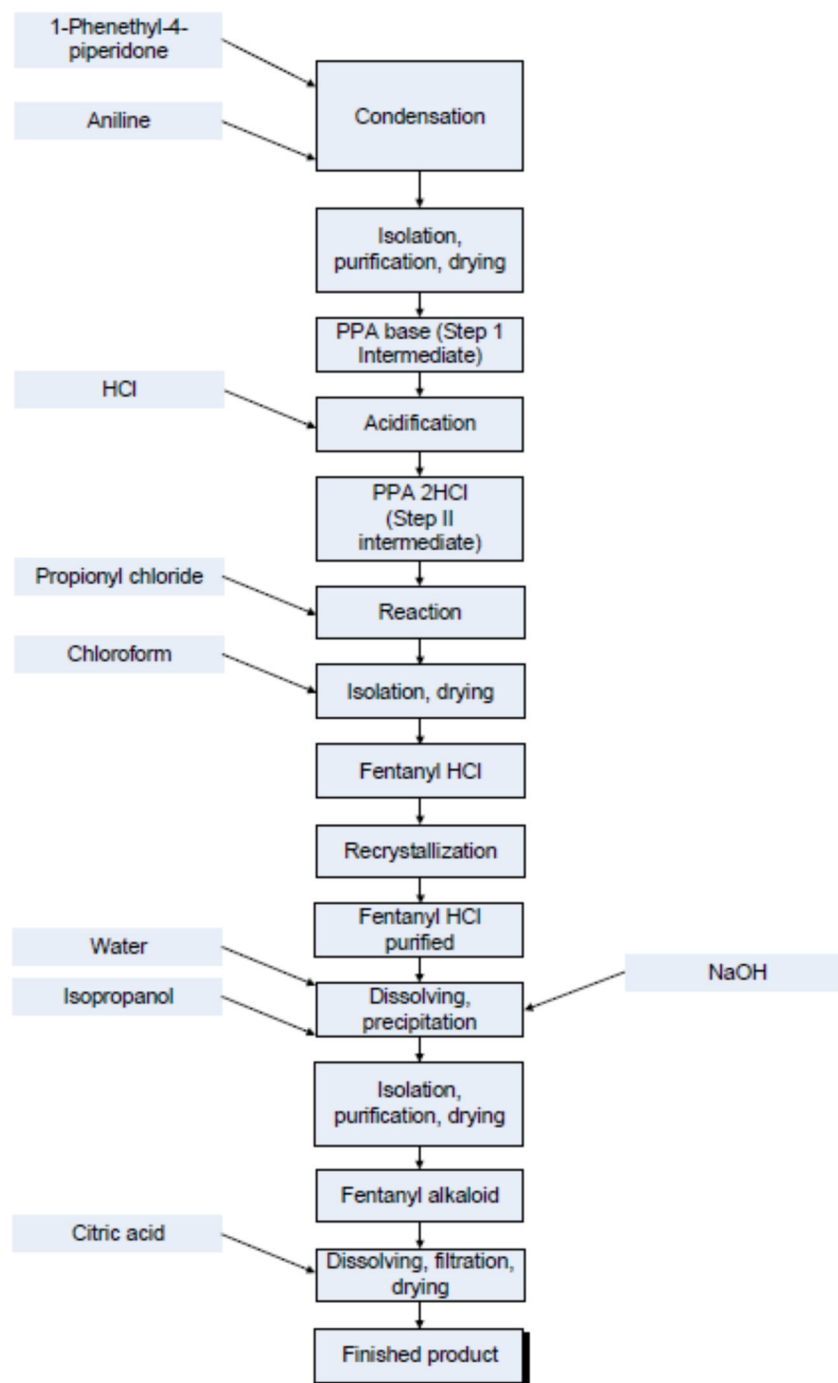 1-Phenethyl-4-
piperidone
Condensation
Aniline
Isolation,
purification, drying
PPA base (Step 1
Intermediate)
HCl
Acidification
PPA 2HCl
(Step II
intermediate)
Propionyl chloride
Reaction
Chloroform
Isolation, drying
Fentanyl HCl
Recrystallization
Fentanyl HCl
purified
Water
NaOH
Isopropanol
Dissolving,
precipitation
Isolation,
purification, drying
Fentanyl alkaloid
Citric acid
Dissolving, filtration,
drying
Finished product